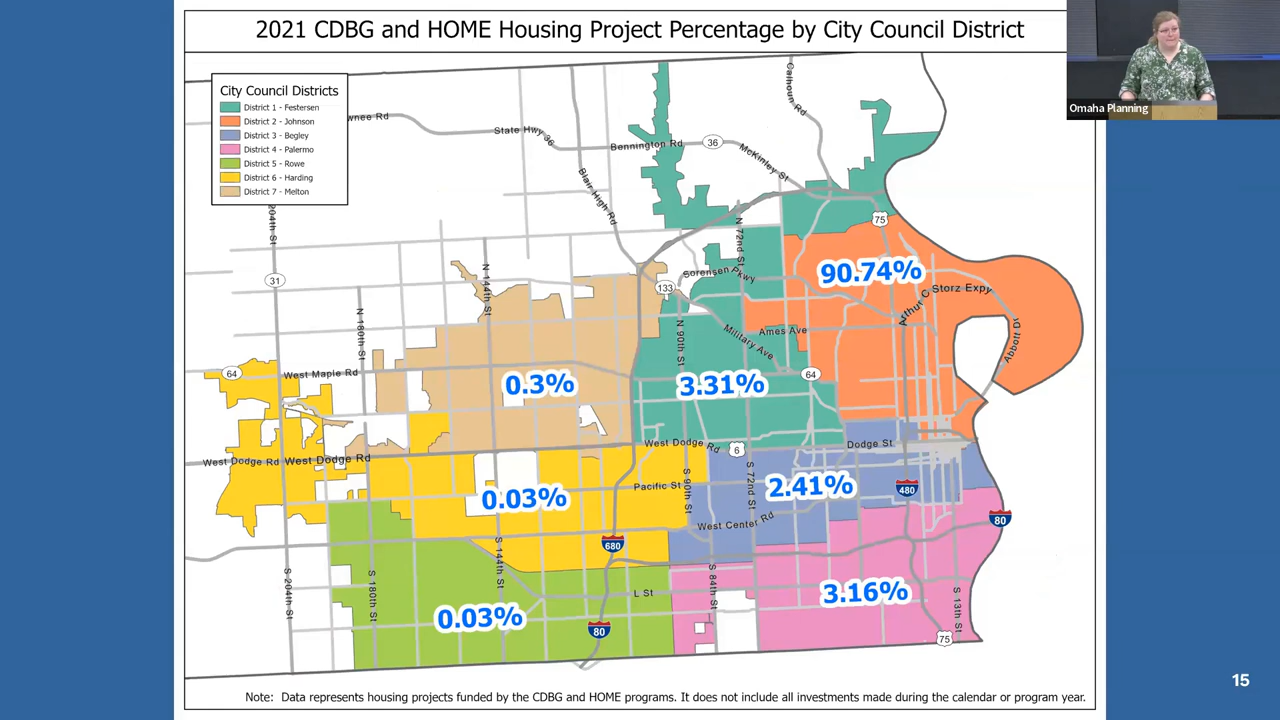 2021 CDBG and HOME Housing Project Percentage by City Council District
Omaha Planning
City Council Districts
District 1 - Festersen
District 2 - Johnson
District 3 - Begley
District 4 - Palermo
District 5 - Rowe
District 6 - Harding
District 7 - Melton
wnee Rd
State Hwy 36
Bennington Rd
36
McKinley St
Calhoun Rd
Blair High Rd
204th St
75
N 72nd St
90.74%
Sorensen Pkwy
31
133
N 144th St
Storz Expy
Arthur C
Abbott Dr
N 180th St
N 90th St
Military Ave
Ames Ave
64
West Maple Rd
64
0.3%
3.31%
West Dodge Rd
West Dodge Rd
West Dodge Rd
6
Dodge St
S 90th St
S 72nd St
Pacific St
0.03%
2.41%
480
West Center Rd
80
680
S 144th St
S 204th St
S 180th St
S 84th St
L St
3.16%
S 13th St
0.03%
80
75
15
Note: Data represents housing projects funded by the CDBG and HOME programs. It does not include all investments made during the calendar or program year.